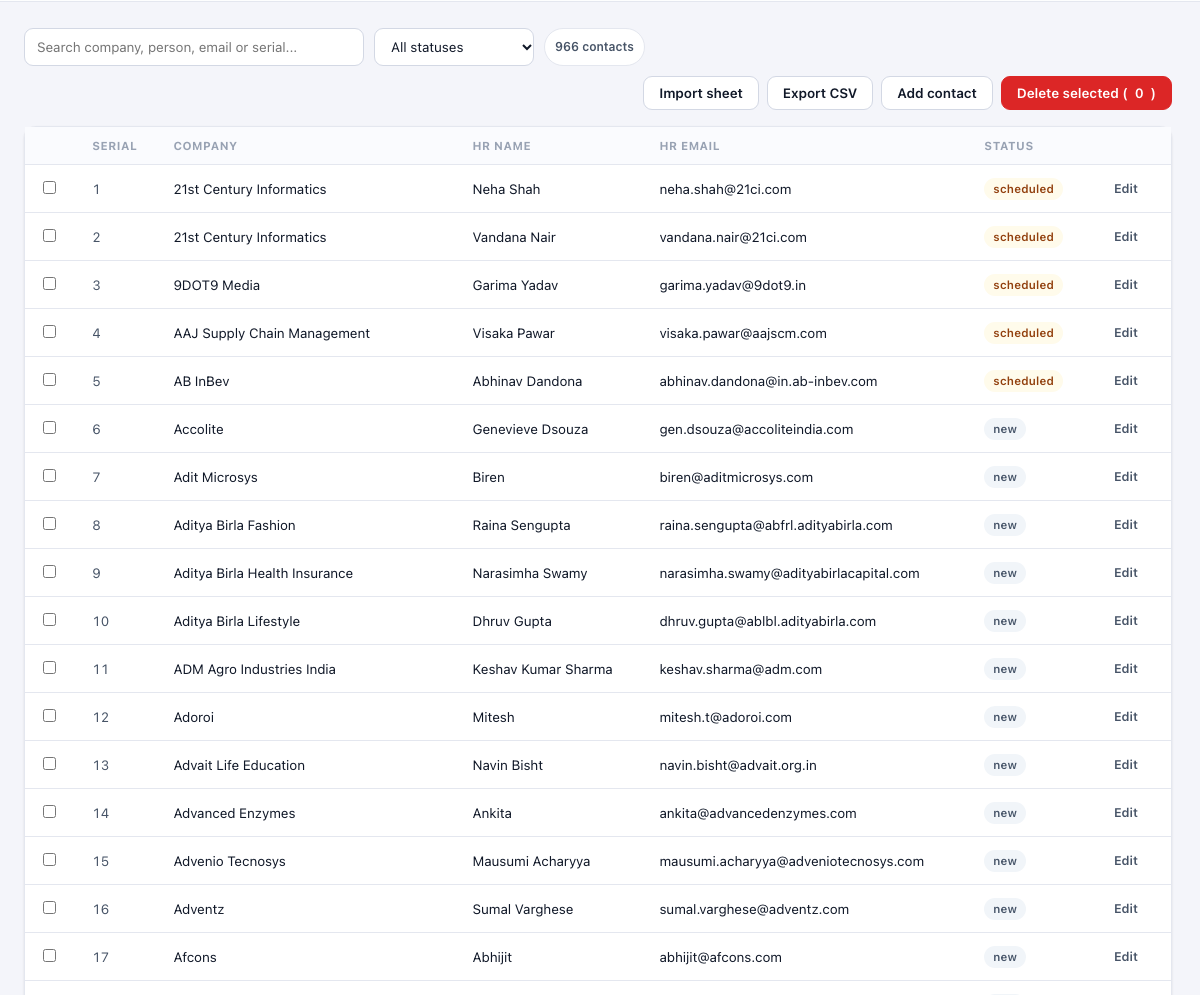 Search company, person, email or serial... All statuses 966 contacts
Import sheet Export CSV Add contact Delete selected ( 0 )
SERIAL COMPANY HR NAME HR EMAIL STATUS
1 21st Century Informatics Neha Shah neha.shah@21ci.com scheduled Edit
2 21st Century Informatics Vandana Nair vandana.nair@21ci.com scheduled Edit
3 9DOT9 Media Garima Yadav garima.yadav@9dot9.in scheduled Edit
4 AAJ Supply Chain Management Visaka Pawar visaka.pawar@aajscm.com scheduled Edit
5 AB InBev Abhinav Dandona abhinav.dandona@in.ab-inbev.com scheduled Edit
6 Accolite Genevieve Dsouza gen.dsouza@accoliteindia.com new Edit
7 Adit Microsys Biren biren@aditmicrosys.com new Edit
8 Aditya Birla Fashion Raina Sengupta raina.sengupta@abfrl.adityabirla.com new Edit
9 Aditya Birla Health Insurance Narasimha Swamy narasimha.swamy@adityabirlacapital.com new Edit
10 Aditya Birla Lifestyle Dhruv Gupta dhruv.gupta@ablbl.adityabirla.com new Edit
11 ADM Agro Industries India Keshav Kumar Sharma keshav.sharma@adm.com new Edit
12 Adoroi Mitesh mitesh.t@adoroi.com new Edit
13 Advait Life Education Navin Bisht navin.bisht@advait.org.in new Edit
14 Advanced Enzymes Ankita ankita@advancedenzymes.com new Edit
15 Advenio Tecnosys Mausumi Acharyya mausumi.acharyya@adveniotecnosys.com new Edit
16 Adventz Sumal Varghese sumal.varghese@adventz.com new Edit
17 Afcons Abhijit abhijit@afcons.com new Edit